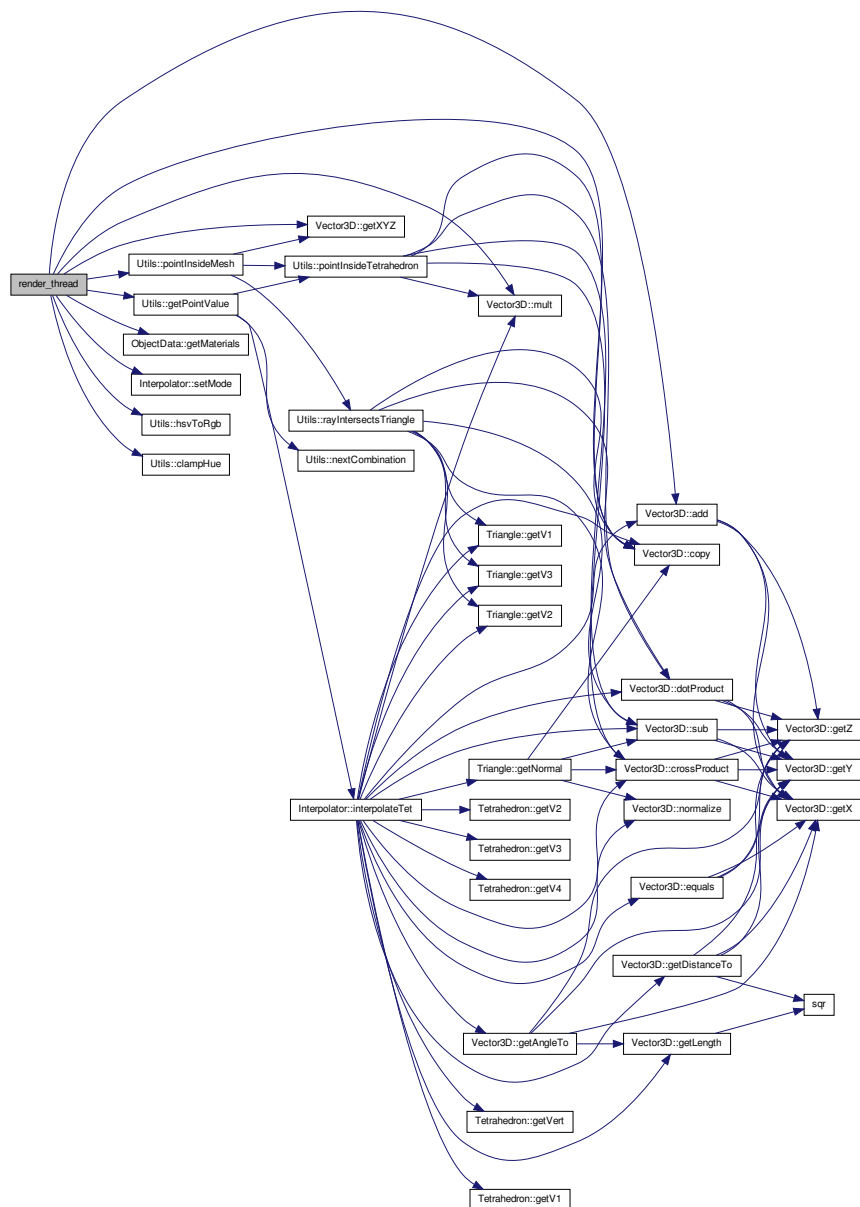 Vector3D::getXYZ
Utils::pointInsideMesh
Utils::pointInsideTetrahedron
render_thread
Utils::getPointValue
Vector3D::mult
ObjectData::getMaterials
Interpolator::setMode
Utils::rayIntersectsTriangle
Utils::hsvToRgb
Utils::nextCombination
Utils::clampHue
Vector3D::add
Triangle::getV1
Vector3D::copy
Triangle::getV3
Triangle::getV2
Vector3D::dotProduct
Vector3D::sub
Vector3D::getZ
Triangle::getNormal
Vector3D::crossProduct
Vector3D::getY
Interpolator::interpolateTet
Tetrahedron::getV2
Vector3D::normalize
Vector3D::getX
Tetrahedron::getV3
Tetrahedron::getV4
Vector3D::equals
Vector3D::getDistanceTo
sqr
Vector3D::getAngleTo
Vector3D::getLength
Tetrahedron::getVert
Tetrahedron::getV1